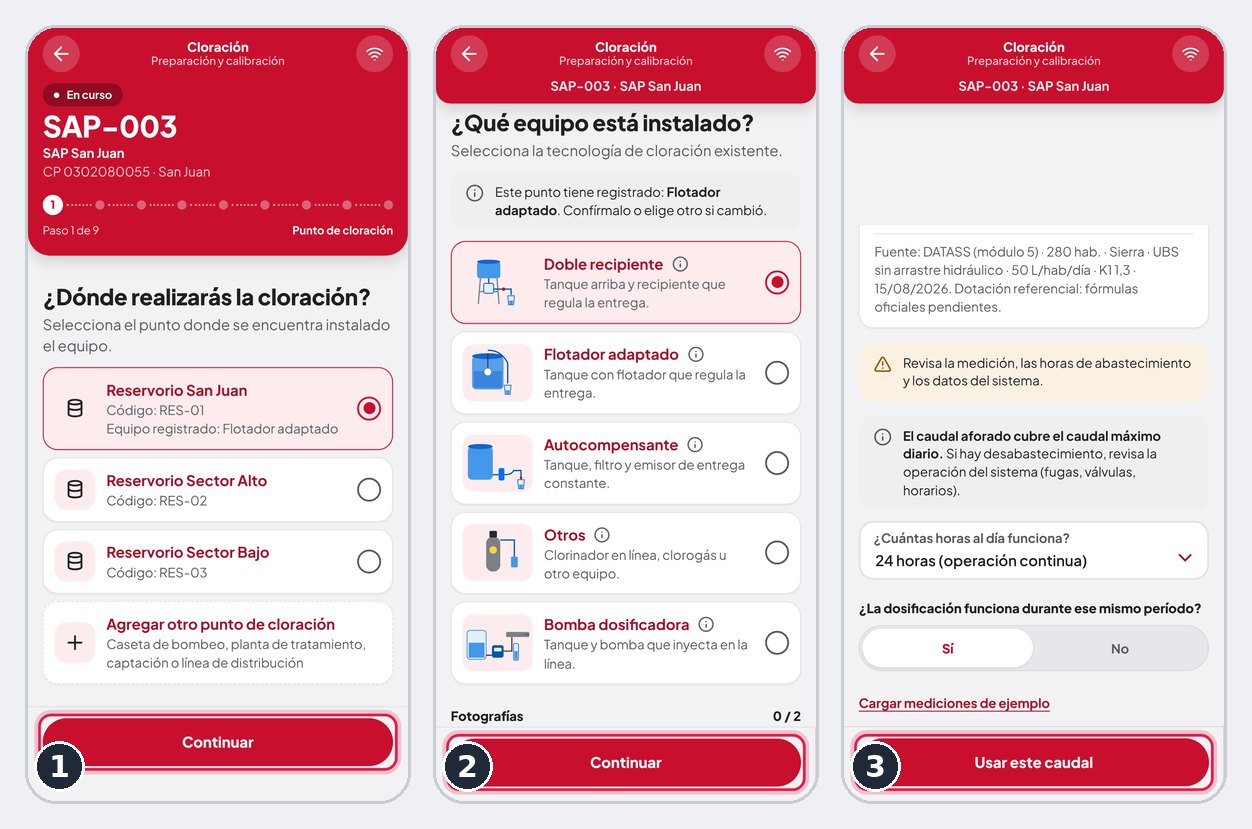 Cloración
Preparación y calibración
En curso
SAP-003
SAP San Juan
CP 0302080055 · San Juan
1
Paso 1 de 9
Punto de cloración
¿Dónde realizarás la cloración?
Selecciona el punto donde se encuentra instalado
el equipo.
Reservorio San Juan
Código: RES-01
Equipo registrado: Flotador adaptado
Reservorio Sector Alto
Código: RES-02
Reservorio Sector Bajo
Código: RES-03
Agregar otro punto de cloración
Caseta de bombeo, planta de tratamiento,
captación o línea de distribución
Continuar
1
Cloración
Preparación y calibración
SAP-003 · SAP San Juan
¿Qué equipo está instalado?
Selecciona la tecnología de cloración existente.
Este punto tiene registrado: Flotador
adaptado. Confírmalo o elige otro si cambió.
Doble recipiente
Tanque arriba y recipiente que
regula la entrega.
Flotador adaptado
Tanque con flotador que regula la
entrega.
Autocompensante
Tanque, filtro y emisor de entrega
constante.
Otros
Clorinador en línea, clorogás u
otro equipo.
Bomba dosificadora
Tanque y bomba que inyecta en la
línea.
Fotografías
0 / 2
Continuar
2
Cloración
Preparación y calibración
SAP-003 · SAP San Juan
Fuente: DATASS (módulo 5) · 280 hab. · Sierra · UBS
sin arrastre hidráulico · 50 L/hab/día · K1 1,3 ·
15/08/2026. Dotación referencial: fórmulas
oficiales pendientes.
Revisa la medición, las horas de abastecimiento
y los datos del sistema.
El caudal aforado cubre el caudal máximo
diario. Si hay desabastecimiento, revisa la
operación del sistema (fugas, válvulas,
horarios).
¿Cuántas horas al día funciona?
24 horas (operación continua)
¿La dosificación funciona durante ese mismo período?
Sí
No
Cargar mediciones de ejemplo
Usar este caudal
3